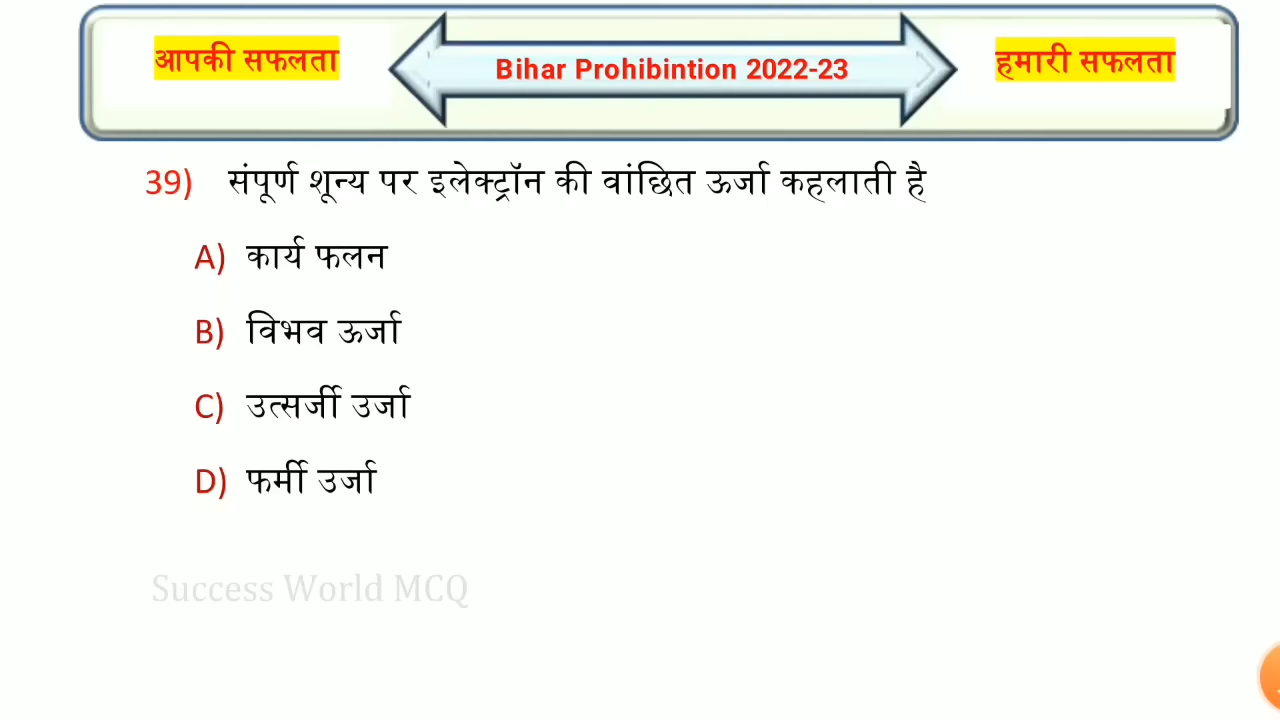 आपकी सफलता
Bihar Prohibintion 2022-23
हमारी सफलता
39) संपूर्ण शून्य पर इलेक्ट्रॉन की वांछित ऊर्जा कहलाती है
A) कार्य फलन
B) विभव ऊर्जा
C) उत्सर्जी उर्जा
D) फर्मी उर्जा
Success World MCQ